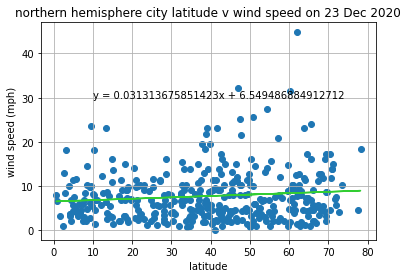 northern hemisphere city latitude v wind speed on 23 Dec 2020
wind speed (mph)
40
30
20
10
0
y = 0.031313675851423x + 6.549486884912712
0 10 20 30 40 50 60 70 80
latitude